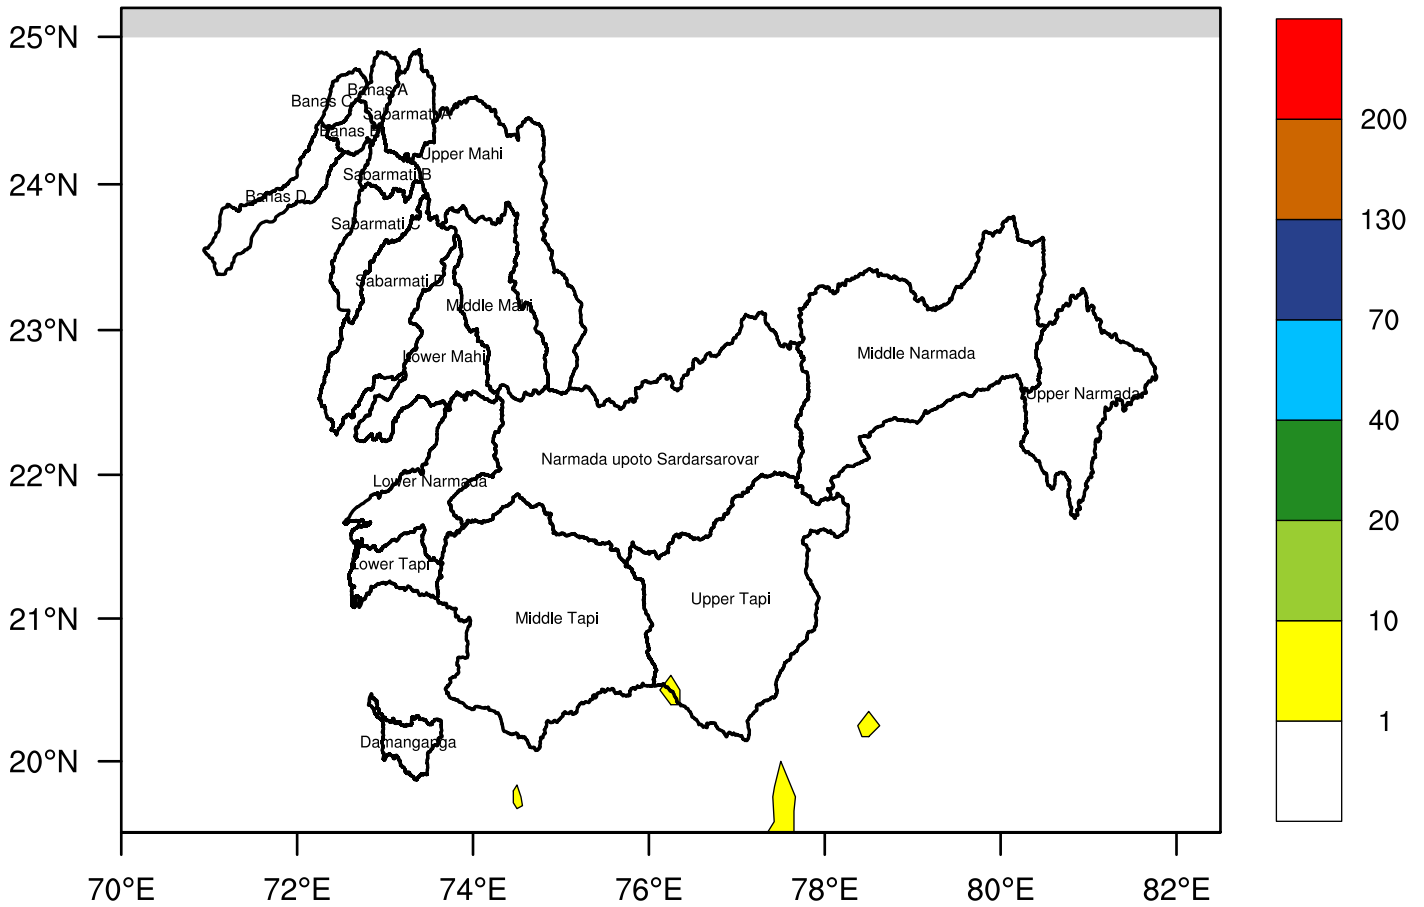 25°N
24°N
23°N
22°N
21°N
20°N
70°E
72°E
74°E
76°E
78°E
80°E
82°E
Banas A
Banas C
Sabarmati A
Banas B
Upper Mahi
Sabarmati B
Banas D
Sabarmati C
Sabarmati D
Middle Mahi
Lower Mahi
Middle Narmada
Upper Narmada
Narmada upoto Sardarsarovar
Lower Narmada
Lower Tapi
Upper Tapi
Middle Tapi
Damanganga
200
130
70
40
20
10
1